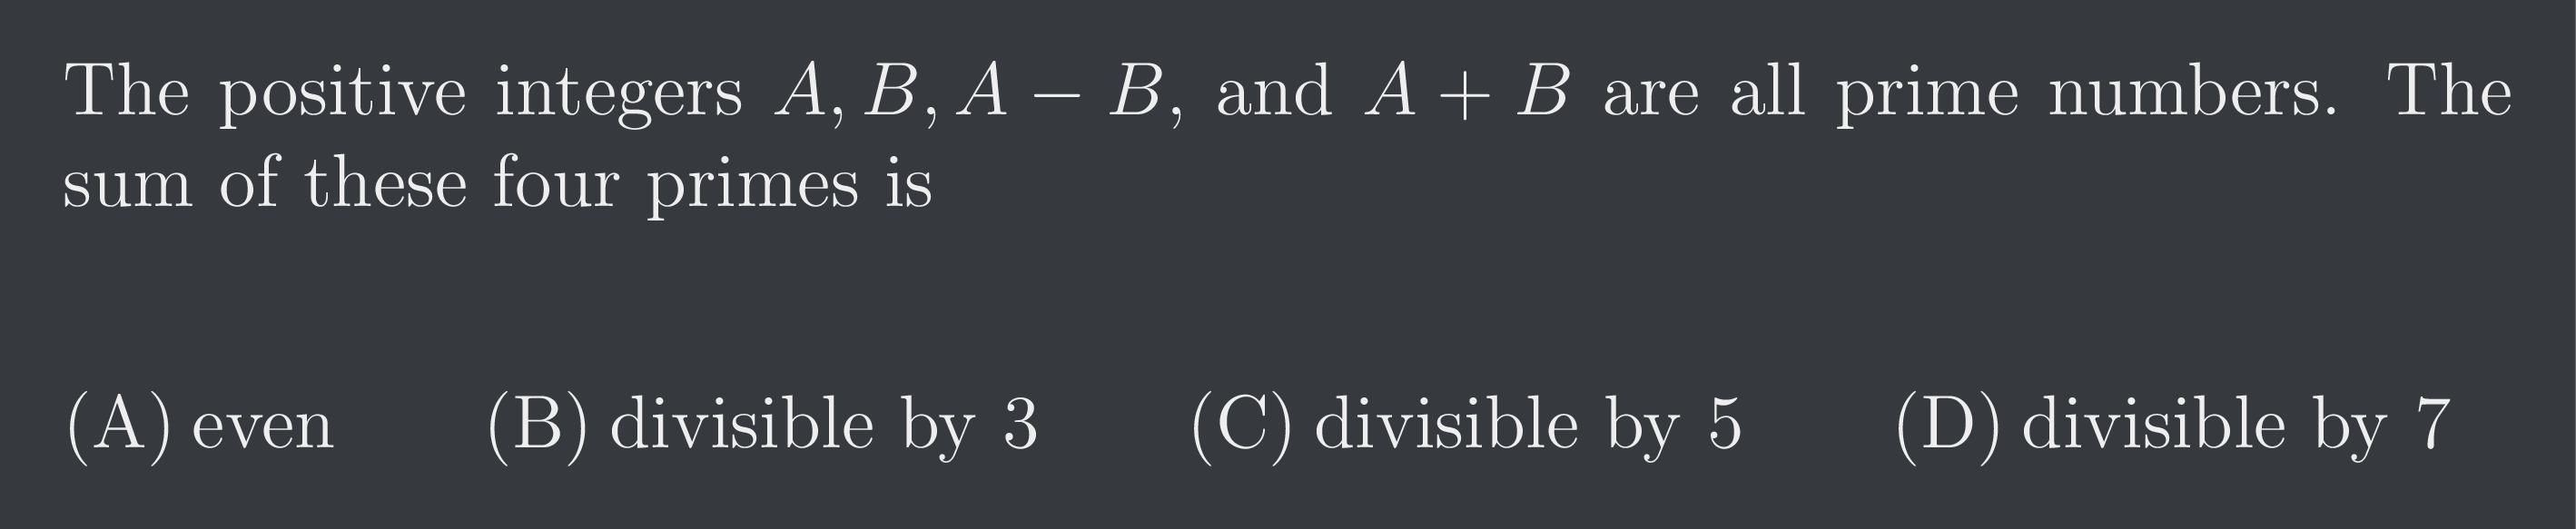 The positive integers A, B, A − B, and A + B are all prime numbers. The
sum of these four primes is
(A) even (B) divisible by 3 (C) divisible by 5 (D) divisible by 7